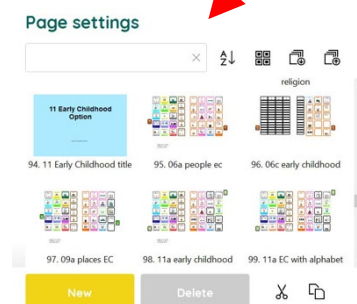 Page settings
religion
11 Early Childhood
Option
94. 11 Early Childhood title
95. 06a people ec
96. 06c early childhood
97. 09a places EC
98. 11a early childhood
99. 11a EC with alphabet
New
Delete